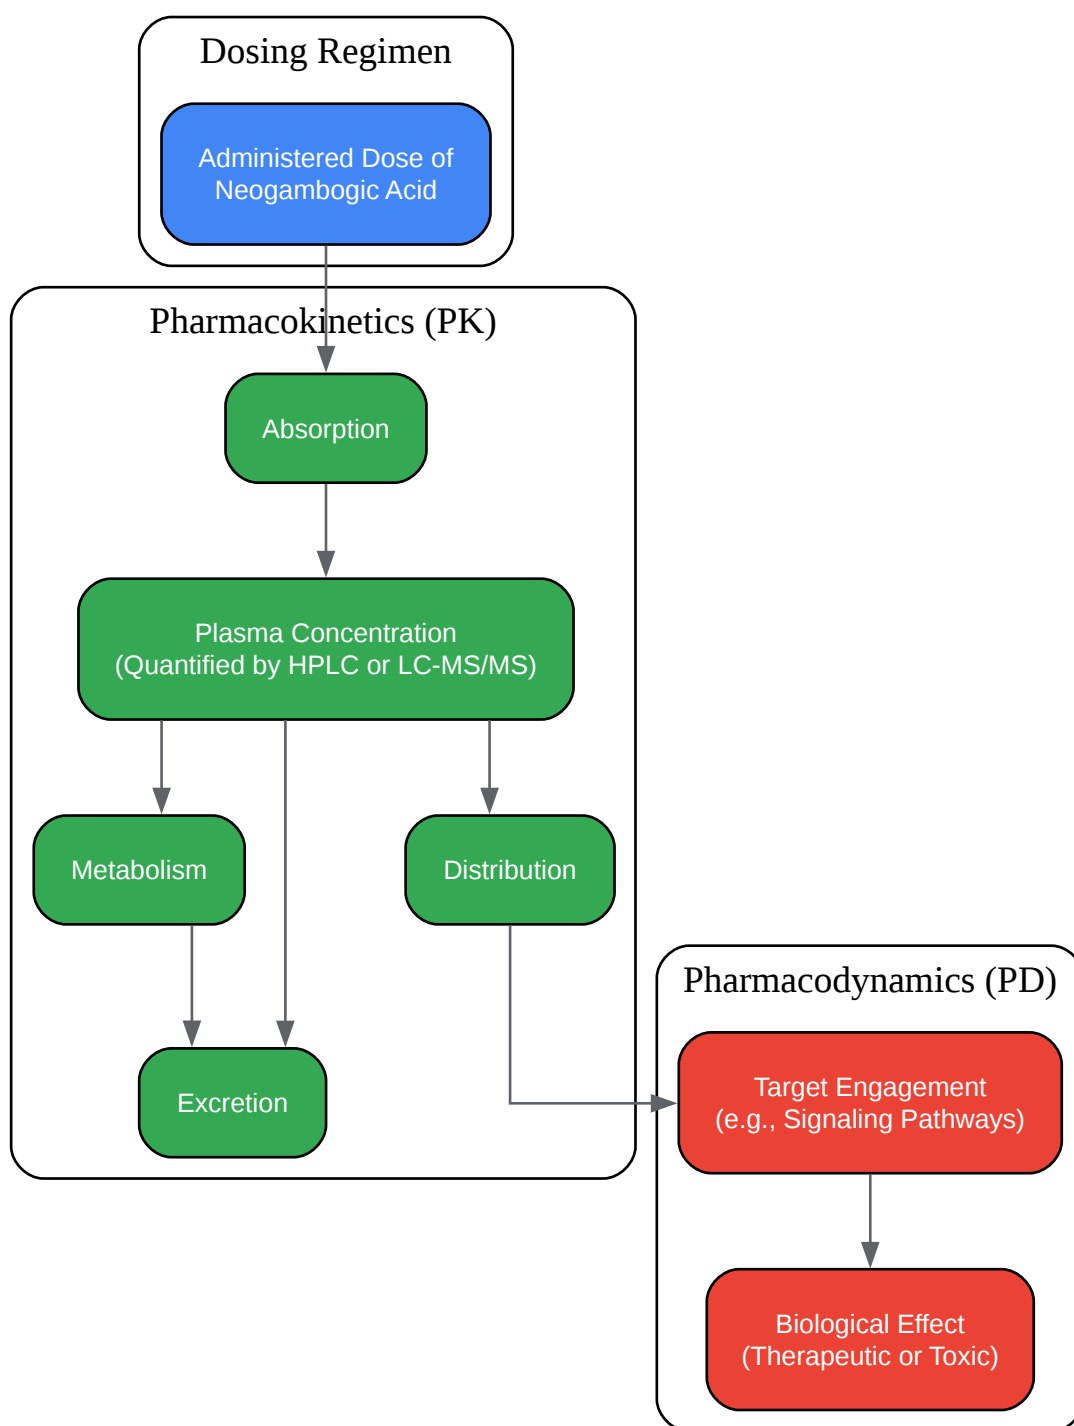 Dosing Regimen
Administered Dose of
Neogambogic Acid
Pharmacokinetics (PK)
Absorption
Plasma Concentration
(Quantified by HPLC or LC-MS/MS)
Metabolism
Distribution
Excretion
Pharmacodynamics (PD)
Target Engagement
(e.g., Signaling Pathways)
Biological Effect
(Therapeutic or Toxic)